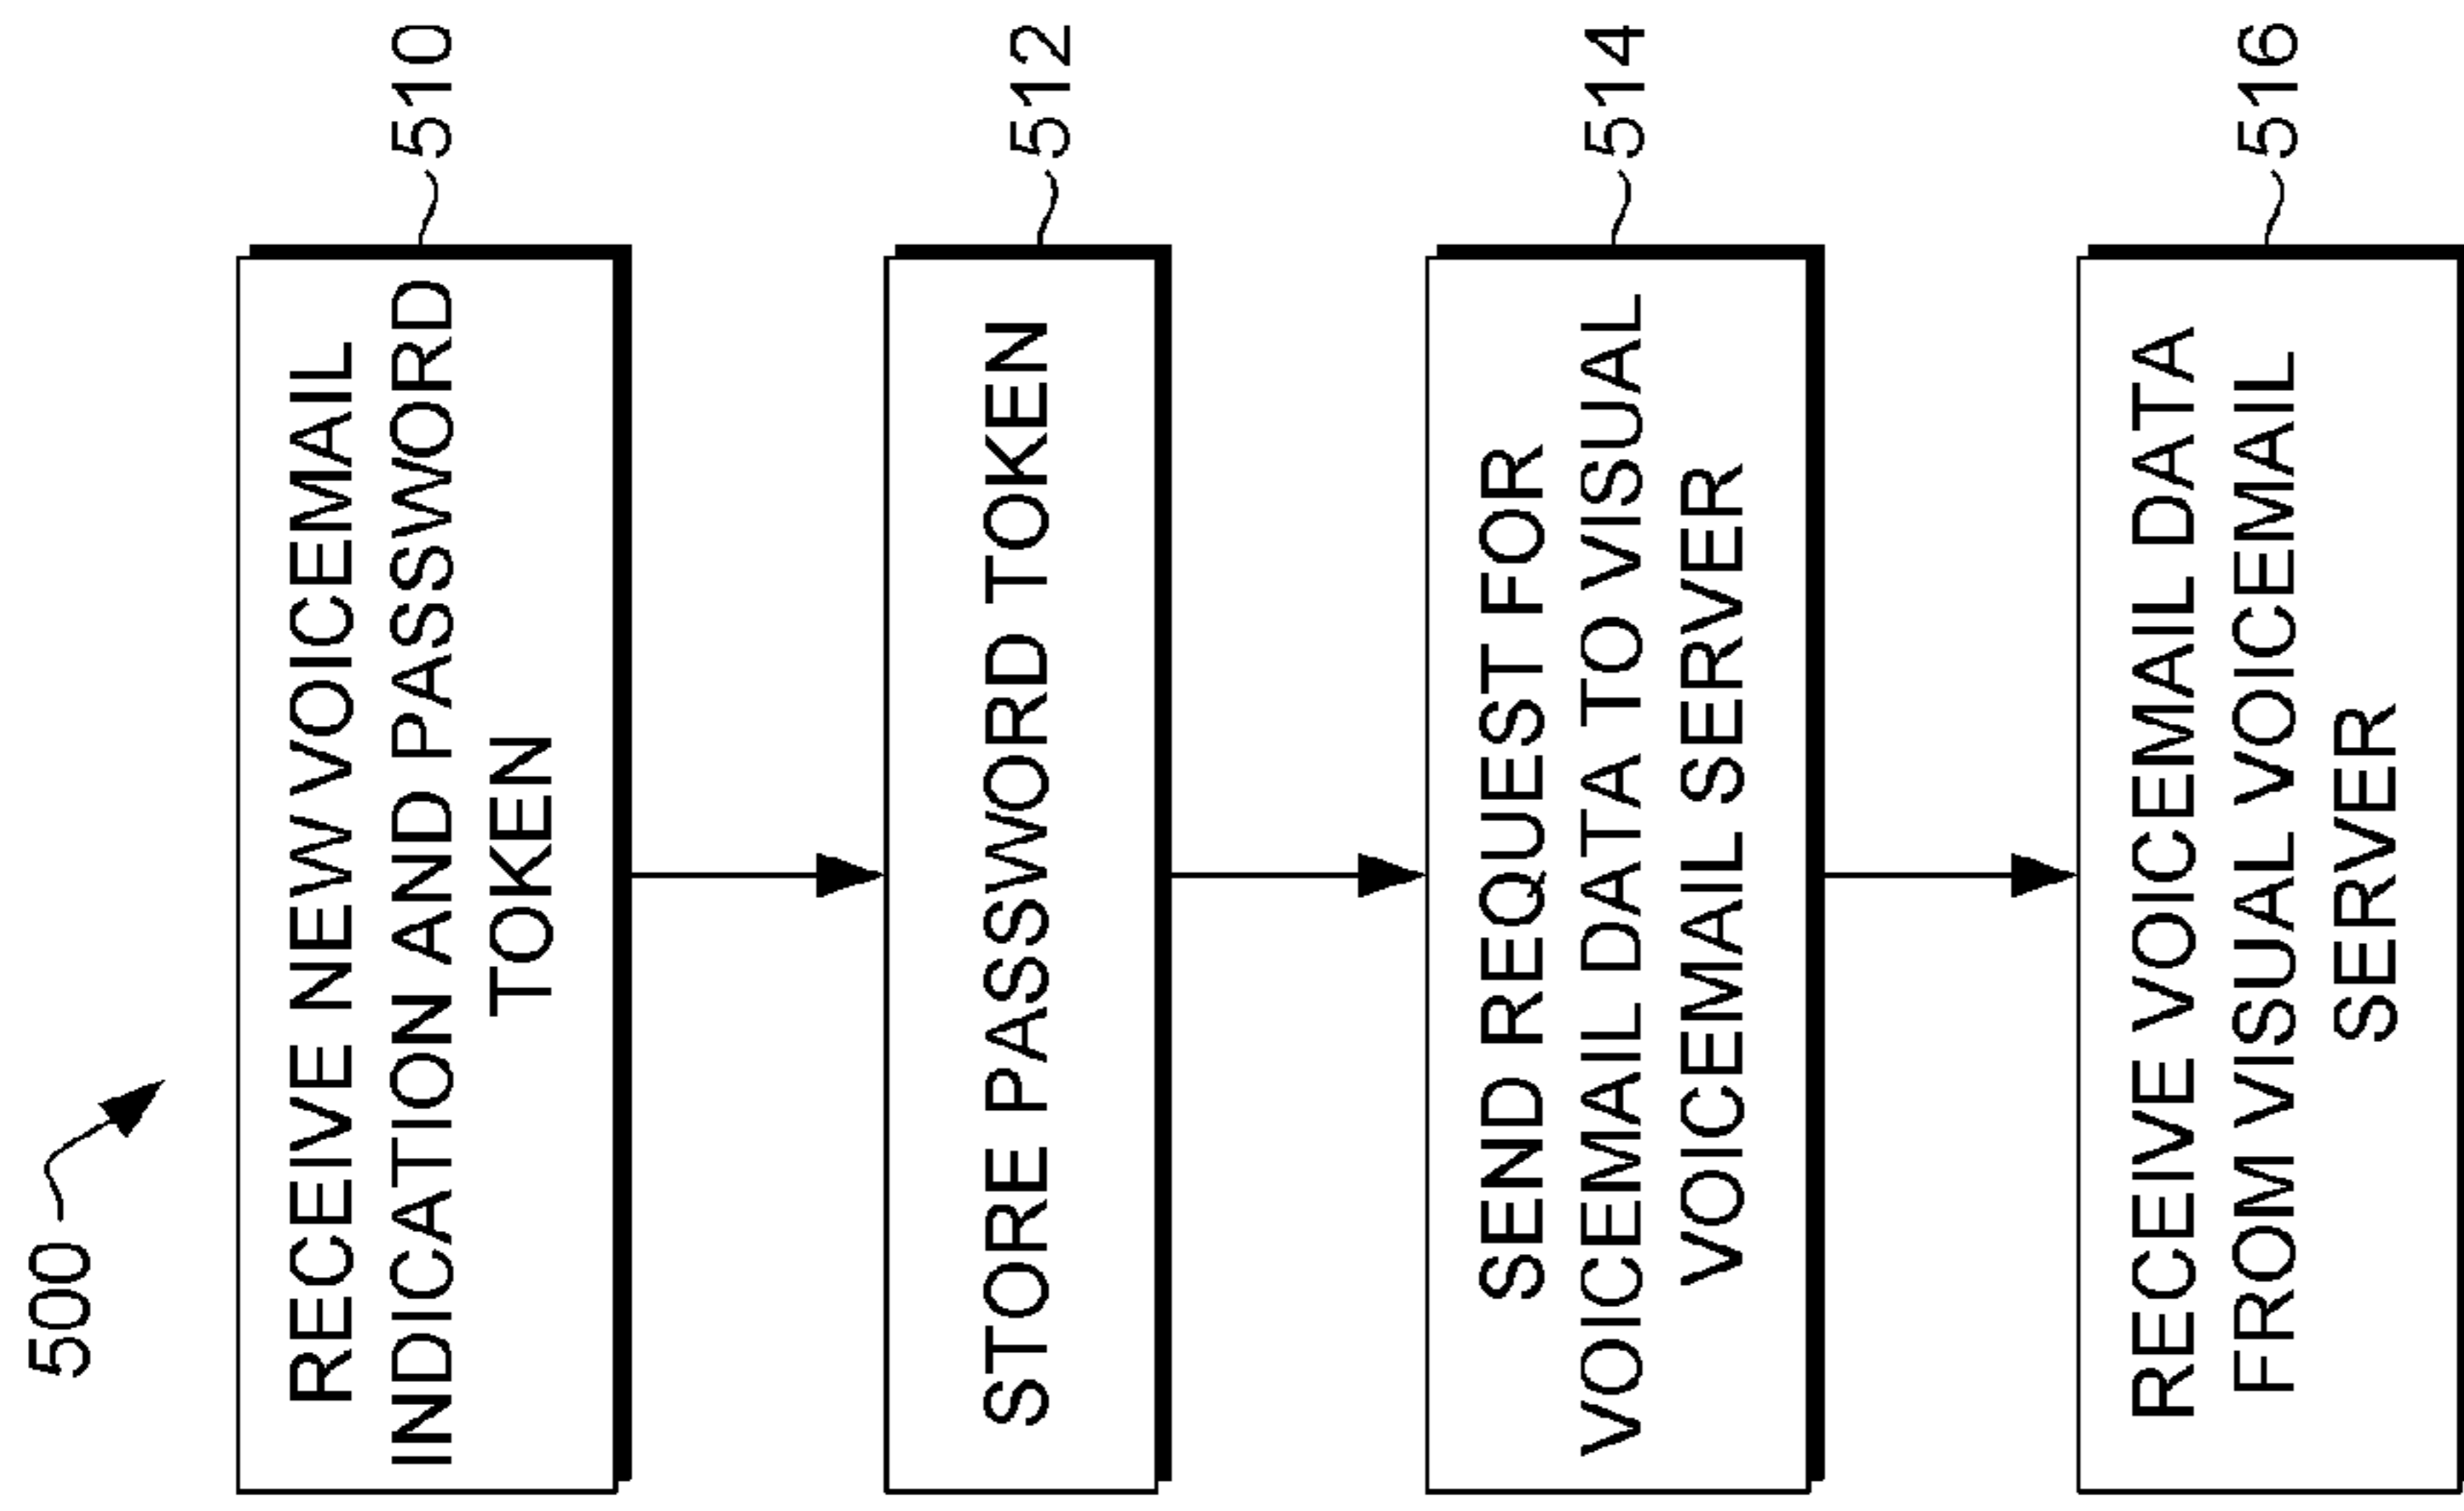 500
RECEIVE NEW VOICEMAIL
INDICATION AND PASSWORD
TOKEN
510
STORE PASSWORD TOKEN
512
SEND REQUEST FOR
VOICEMAIL DATA TO VISUAL
VOICEMAIL SERVER
514
RECEIVE VOICEMAIL DATA
FROM VISUAL VOICEMAIL
SERVER
516